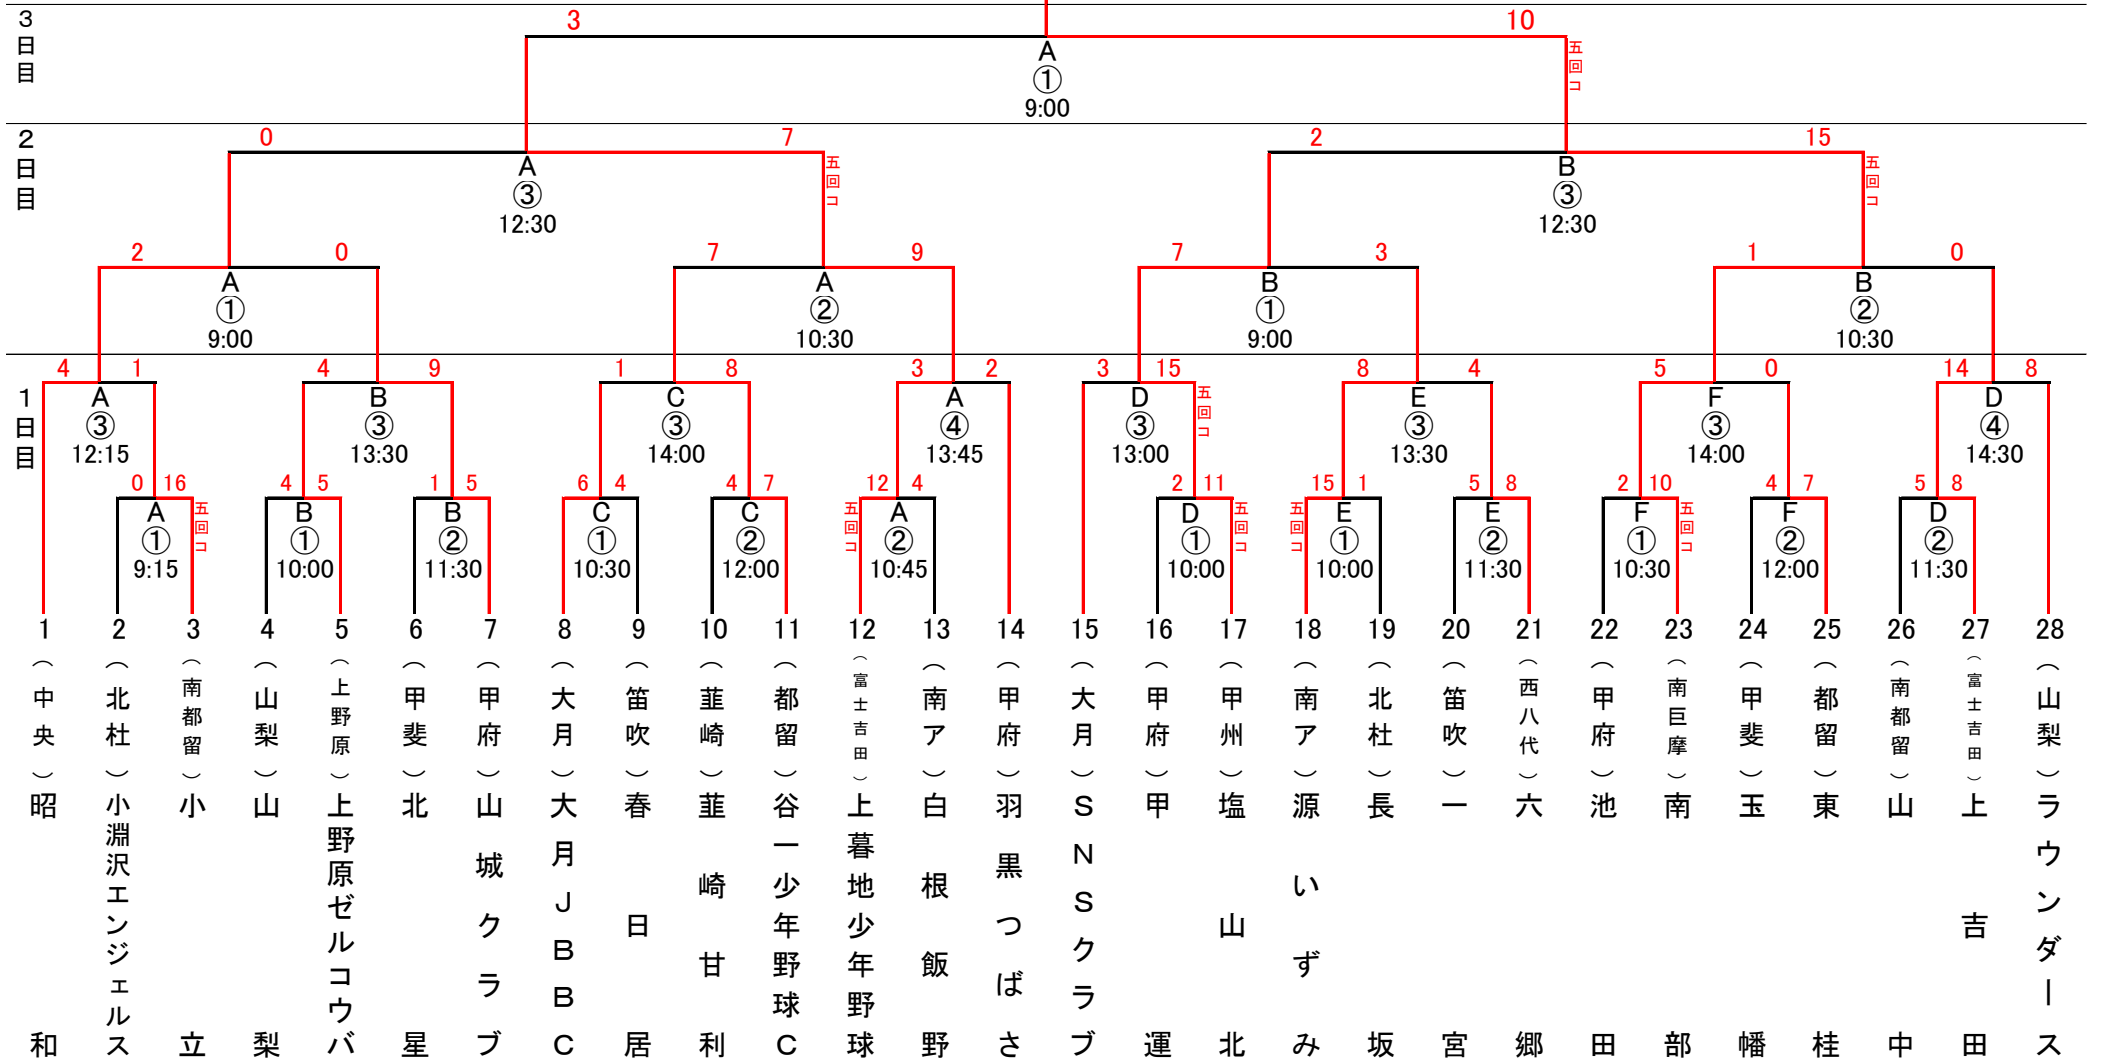 3日目
3 10
五回コ
A
①
9:00
2日目
0 7 2 15
五回コ 五回コ
A B
③ ③
12:30 12:30
2 0 7 9 7 3 1 0
A A B B
① ② ① ②
9:00 10:30 9:00 10:30
1日目
4 1 4 9 1 8 3 2 3 15 8 4 5 0 14 8
五回コ
A B C A D E F D
③ ③ ③ ④ ③ ③ ③ ④
12:15 13:30 14:00 13:45 13:00 13:30 14:00 14:30
0 16 4 5 1 5 6 4 4 7 12 4 2 11 15 1 5 8 2 10 4 7 5 8
五回コ 五回コ 五回コ 五回コ 五回コ
A B B C C A D E E F F D
① ① ② ① ② ② ① ① ② ① ② ②
9:15 10:00 11:30 10:30 12:00 10:45 10:00 10:00 11:30 10:30 12:00 11:30
1 (中央) 昭和
2 (北杜) 小淵沢エンジェルス
3 (南都留) 小立
4 (山梨) 山梨
5 (上野原) 上野原ゼルコウバ
6 (甲斐) 北星
7 (甲府) 山城クラブ
8 (大月) 大月JBBC
9 (笛吹) 春日居
10 (韮崎) 韮崎甘利
11 (都留) 谷一少年野球C
12 (富士吉田) 上暮地少年野球
13 (南ア) 白根飯野
14 (甲府) 羽黒つばさ
15 (大月) SNSクラブ
16 (甲府) 甲運
17 (甲州) 塩山北
18 (南ア) 源いずみ
19 (北杜) 長坂
20 (笛吹) 一宮
21 (西八代) 六郷
22 (甲府) 池田
23 (南巨摩) 南部
24 (甲斐) 玉幡
25 (都留) 東桂
26 (南都留) 山中
27 (富士吉田) 上吉田
28 (山梨) ラウンダース